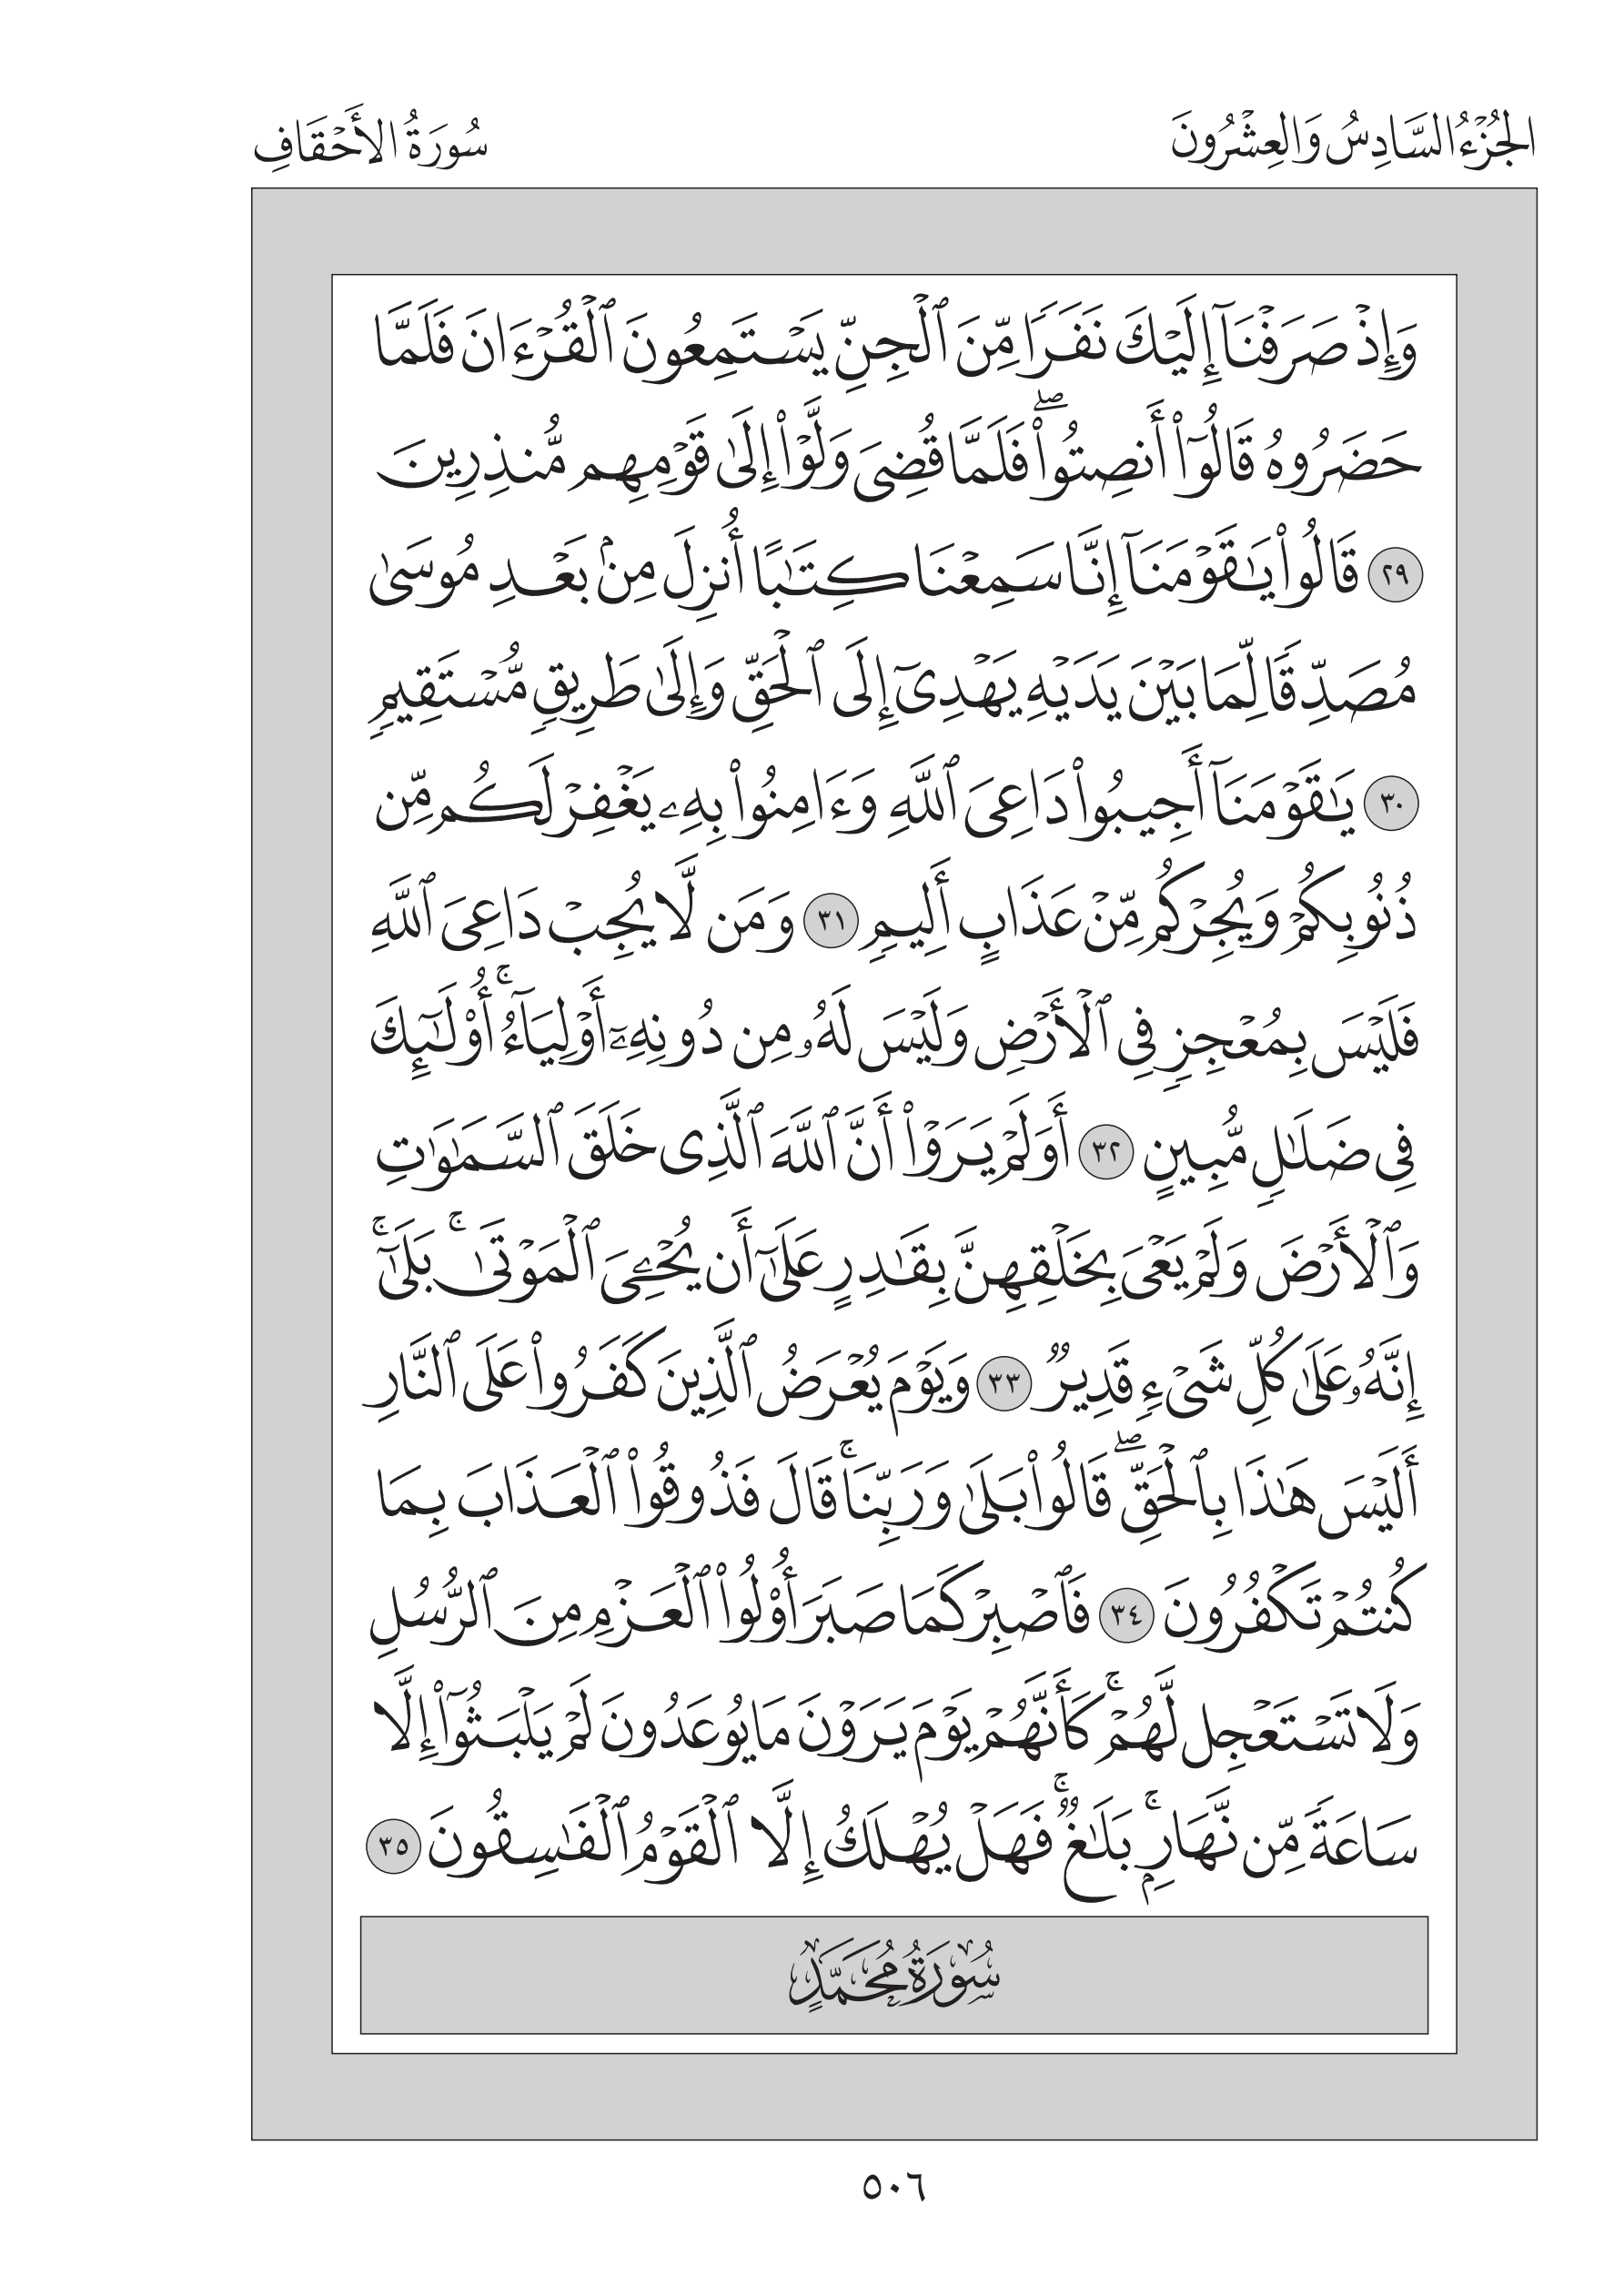 الجُزْءُ السَّادِسُ وَالعِشْرُونَ
سُورَةُ الأَحْقَافِ
وَإِذْ صَرَفْنَآ إِلَيْكَ نَفَرًا مِّنَ ٱلْجِنِّ يَسْتَمِعُونَ ٱلْقُرْءَانَ فَلَمَّا
حَضَرُوهُ قَالُوٓا۟ أَنصِتُوا۟ ۖ فَلَمَّا قُضِىَ وَلَّوْا۟ إِلَىٰ قَوْمِهِم مُّنذِرِينَ
٢٩ قَالُوا۟ يَٰقَوْمَنَآ إِنَّا سَمِعْنَا كِتَٰبًا أُنزِلَ مِنۢ بَعْدِ مُوسَىٰ
مُصَدِّقًا لِّمَا بَيْنَ يَدَيْهِ يَهْدِىٓ إِلَى ٱلْحَقِّ وَإِلَىٰ طَرِيقٍ مُّسْتَقِيمٍ
٣٠ يَٰقَوْمَنَآ أَجِيبُوا۟ دَاعِىَ ٱللَّهِ وَءَامِنُوا۟ بِهِۦ يَغْفِرْ لَكُم مِّن
ذُنُوبِكُمْ وَيُجِرْكُم مِّنْ عَذَابٍ أَلِيمٍ ٣١ وَمَن لَّا يُجِبْ دَاعِىَ ٱللَّهِ
فَلَيْسَ بِمُعْجِزٍ فِى ٱلْأَرْضِ وَلَيْسَ لَهُۥ مِن دُونِهِۦٓ أَوْلِيَآءُ ۚ أُو۟لَٰٓئِكَ
فِى ضَلَٰلٍ مُّبِينٍ ٣٢ أَوَلَمْ يَرَوْا۟ أَنَّ ٱللَّهَ ٱلَّذِى خَلَقَ ٱلسَّمَٰوَٰتِ
وَٱلْأَرْضَ وَلَمْ يَعْىَ بِخَلْقِهِنَّ بِقَٰدِرٍ عَلَىٰٓ أَن يُحْـِۧىَ ٱلْمَوْتَىٰ ۚ بَلَىٰٓ ۚ
إِنَّهُۥ عَلَىٰ كُلِّ شَىْءٍ قَدِيرٌ ٣٣ وَيَوْمَ يُعْرَضُ ٱلَّذِينَ كَفَرُوا۟ عَلَى ٱلنَّارِ
أَلَيْسَ هَٰذَا بِٱلْحَقِّ ۖ قَالُوا۟ بَلَىٰ وَرَبِّنَا ۚ قَالَ فَذُوقُوا۟ ٱلْعَذَابَ بِمَا
كُنتُمْ تَكْفُرُونَ ٣٤ فَٱصْبِرْ كَمَا صَبَرَ أُو۟لُوا۟ ٱلْعَزْمِ مِنَ ٱلرُّسُلِ
وَلَا تَسْتَعْجِل لَّهُمْ ۚ كَأَنَّهُمْ يَوْمَ يَرَوْنَ مَا يُوعَدُونَ لَمْ يَلْبَثُوٓا۟ إِلَّا
سَاعَةً مِّن نَّهَارٍۭ ۚ بَلَٰغٌ ۚ فَهَلْ يُهْلَكُ إِلَّا ٱلْقَوْمُ ٱلْفَٰسِقُونَ ٣٥
سُورَةُ مُحَمَّدٍ
٥٠٦